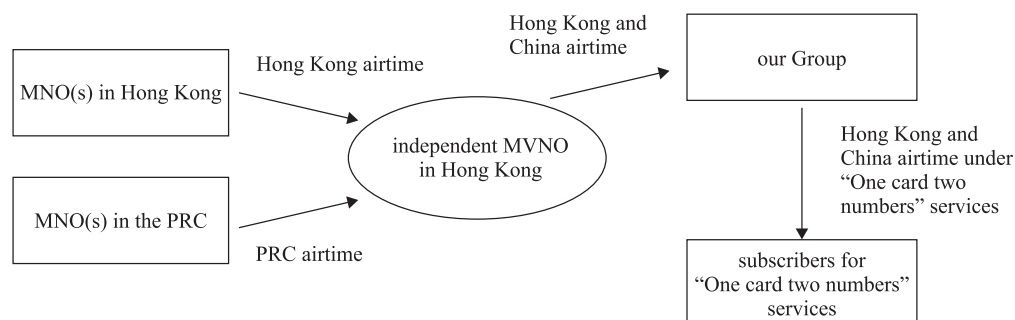 MNO(s) in Hong Kong
Hong Kong airtime
MNO(s) in the PRC
PRC airtime
independent MVNO
in Hong Kong
Hong Kong and
China airtime
our Group
Hong Kong and
China airtime under
“One card two
numbers” services
subscribers for
“One card two numbers”
services